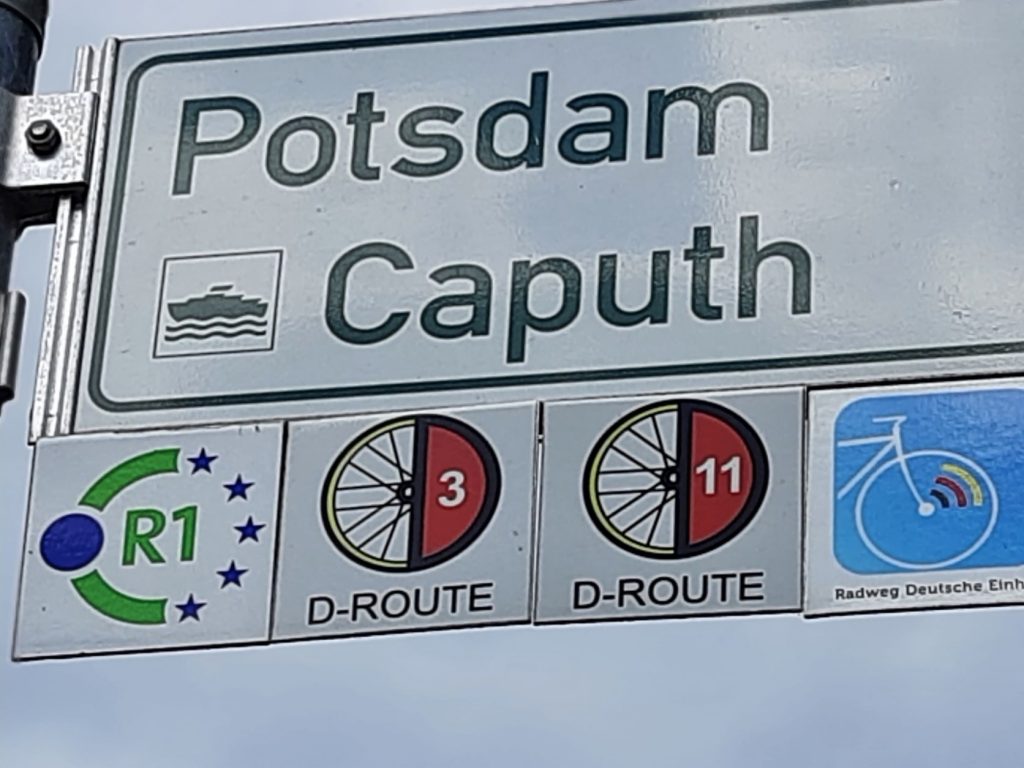 Potsdam
Caputh
R1
3
D-ROUTE
11
D-ROUTE
Radweg Deutsche Einh